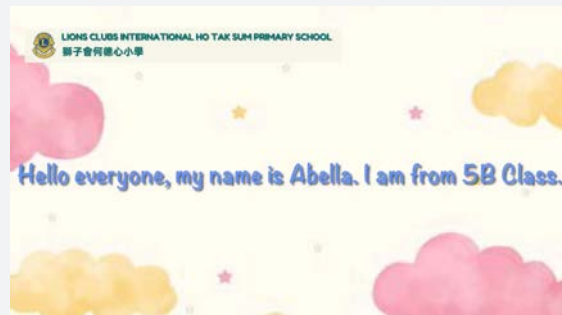 LIONS CLUBS INTERNATIONAL HO TAK SUM PRIMARY SCHOOL
獅子會何德心小學
Hello everyone, my name is Abella. I am from 5B Class.